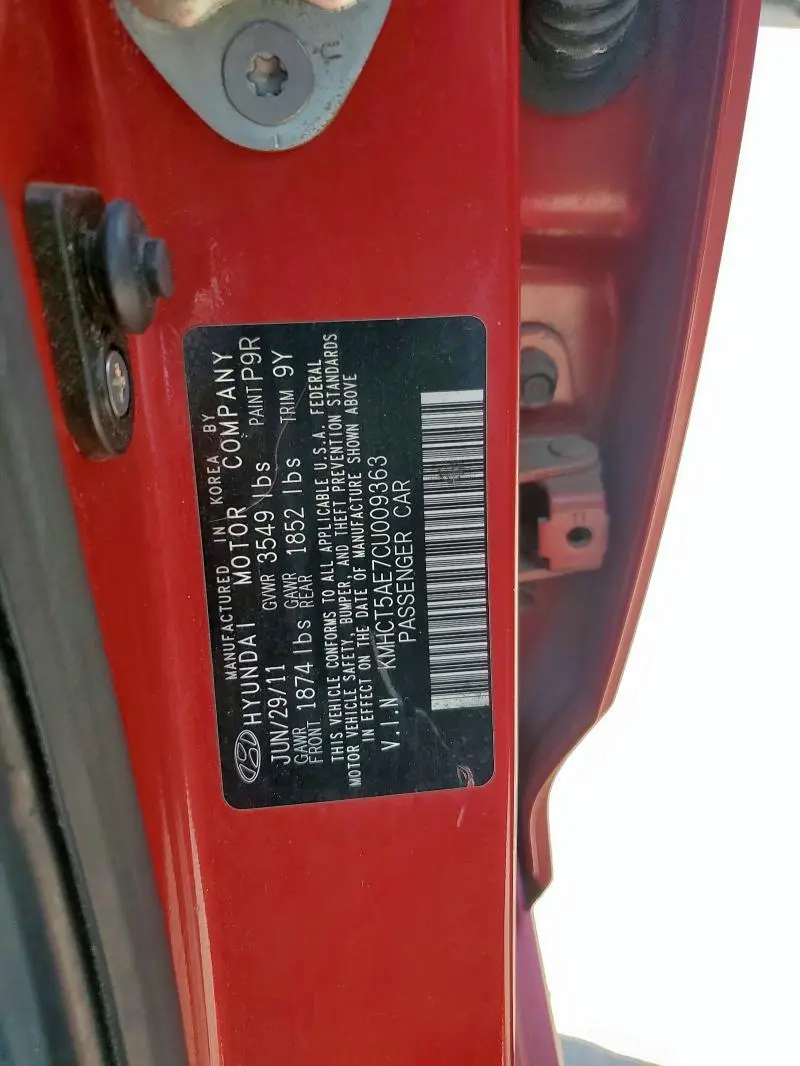 MANUFACTURED IN KOREA BY
HYUNDAI MOTOR COMPANY
JUN/29/11 GVWR 3549 lbs PAINT P9R
GAWR FRONT 1874 lbs GAWR REAR 1852 lbs TRIM 9Y
THIS VEHICLE CONFORMS TO ALL APPLICABLE U.S.A. FEDERAL
MOTOR VEHICLE SAFETY, BUMPER, AND THEFT PREVENTION STANDARDS
IN EFFECT ON THE DATE OF MANUFACTURE SHOWN ABOVE
V.I.N KMHCT5AE7CU009363
PASSENGER CAR